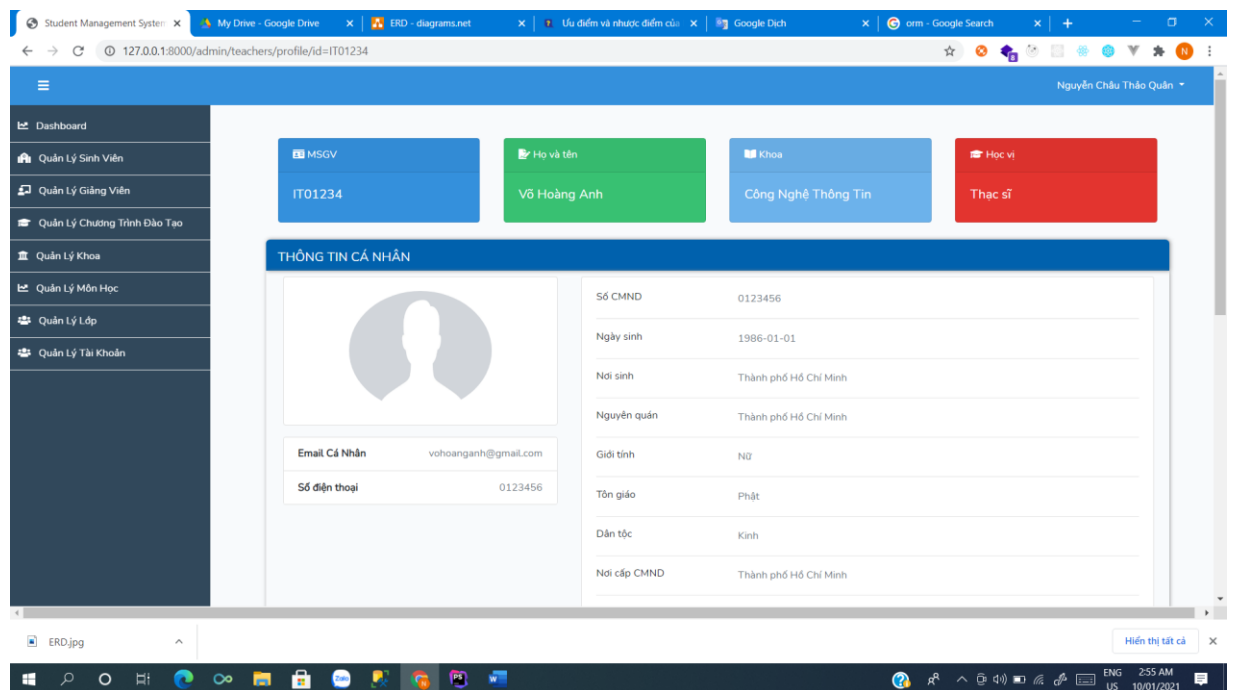 Student Management System
My Drive - Google Drive
ERD - diagrams.net
Ưu điểm và nhược điểm của
Google Dịch
orm - Google Search
127.0.0.1:8000/admin/teachers/profile/id=IT01234
N
Nguyễn Châu Thảo Quân
Dashboard
Quản Lý Sinh Viên
Quản Lý Giảng Viên
Quản Lý Chương Trình Đào Tạo
Quản Lý Khoa
Quản Lý Môn Học
Quản Lý Lớp
Quản Lý Tài Khoản
MSGV
IT01234
Họ và tên
Võ Hoàng Anh
Khoa
Công Nghệ Thông Tin
Học vị
Thạc sĩ
THÔNG TIN CÁ NHÂN
Email Cá Nhân vohoanganh@gmail.com
Số điện thoại 0123456
Số CMND 0123456
Ngày sinh 1986-01-01
Nơi sinh Thành phố Hồ Chí Minh
Nguyên quán Thành phố Hồ Chí Minh
Giới tính Nữ
Tôn giáo Phật
Dân tộc Kinh
Nơi cấp CMND Thành phố Hồ Chí Minh
ERD.jpg
Hiển thị tất cả
Zalo
PS
ENG
US
2:55 AM
10/01/2021